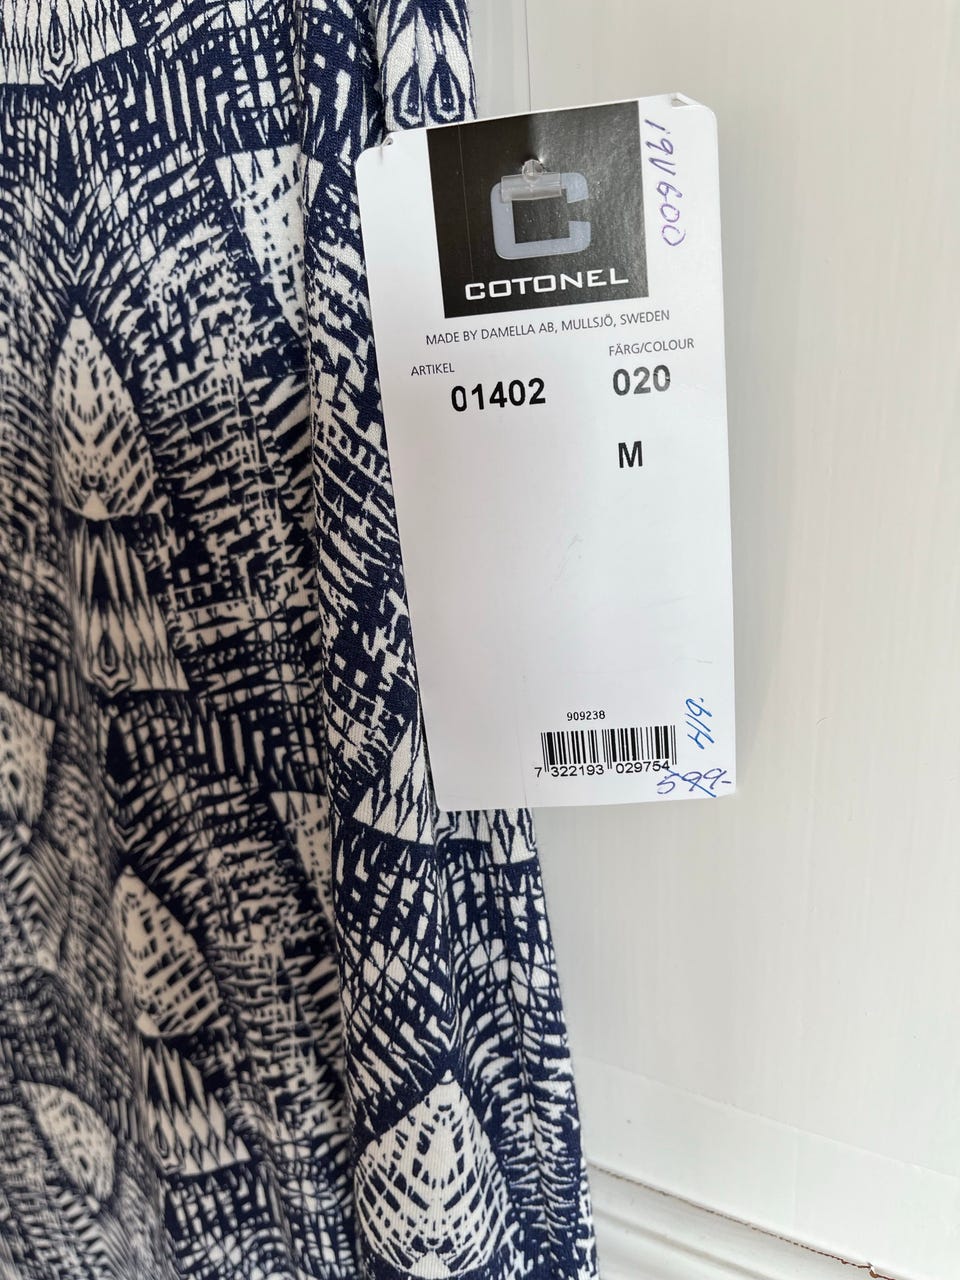 C
COTONEL
MADE BY DAMELLA AB, MULLSJÖ, SWEDEN
ARTIKEL
01402
FÄRG/COLOUR
020
M
909238
7 322193 029754
599:-